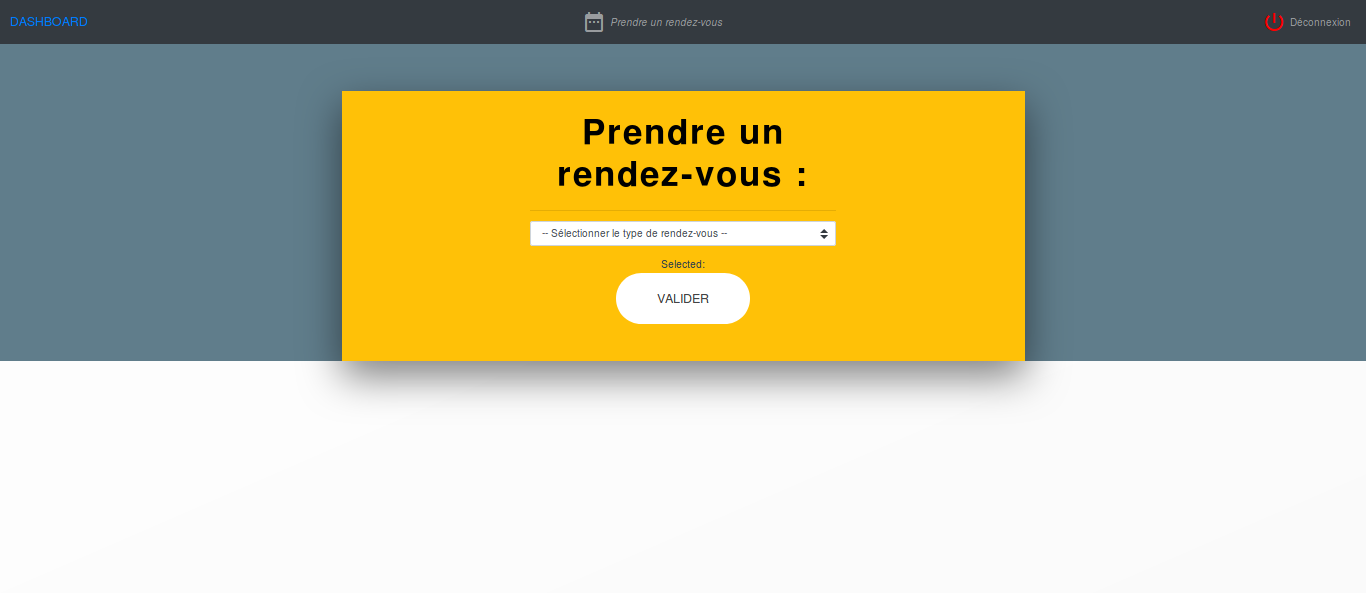 DASHBOARD
Prendre un rendez-vous
Déconnexion
Prendre un
rendez-vous :
-- Sélectionner le type de rendez-vous --
Selected:
VALIDER